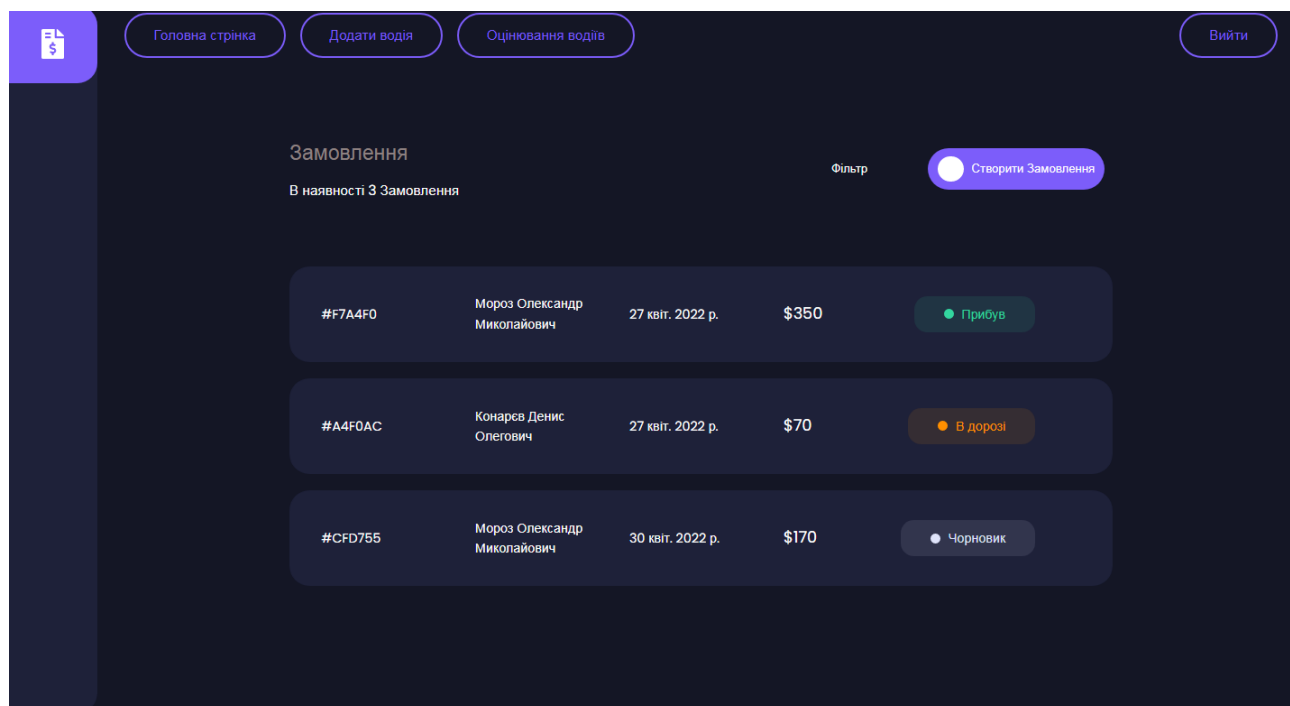 Головна стрінка
Додати водія
Оцінювання водіїв
Вийти
Замовлення
В наявності 3 Замовлення
Фільтр
Створити Замовлення
#F7A4F0
Мороз Олександр
Миколайович
27 квіт. 2022 р.
$350
Прибув
#A4F0AC
Конарєв Денис
Олегович
27 квіт. 2022 р.
$70
В дорозі
#CFD755
Мороз Олександр
Миколайович
30 квіт. 2022 р.
$170
Чорновик